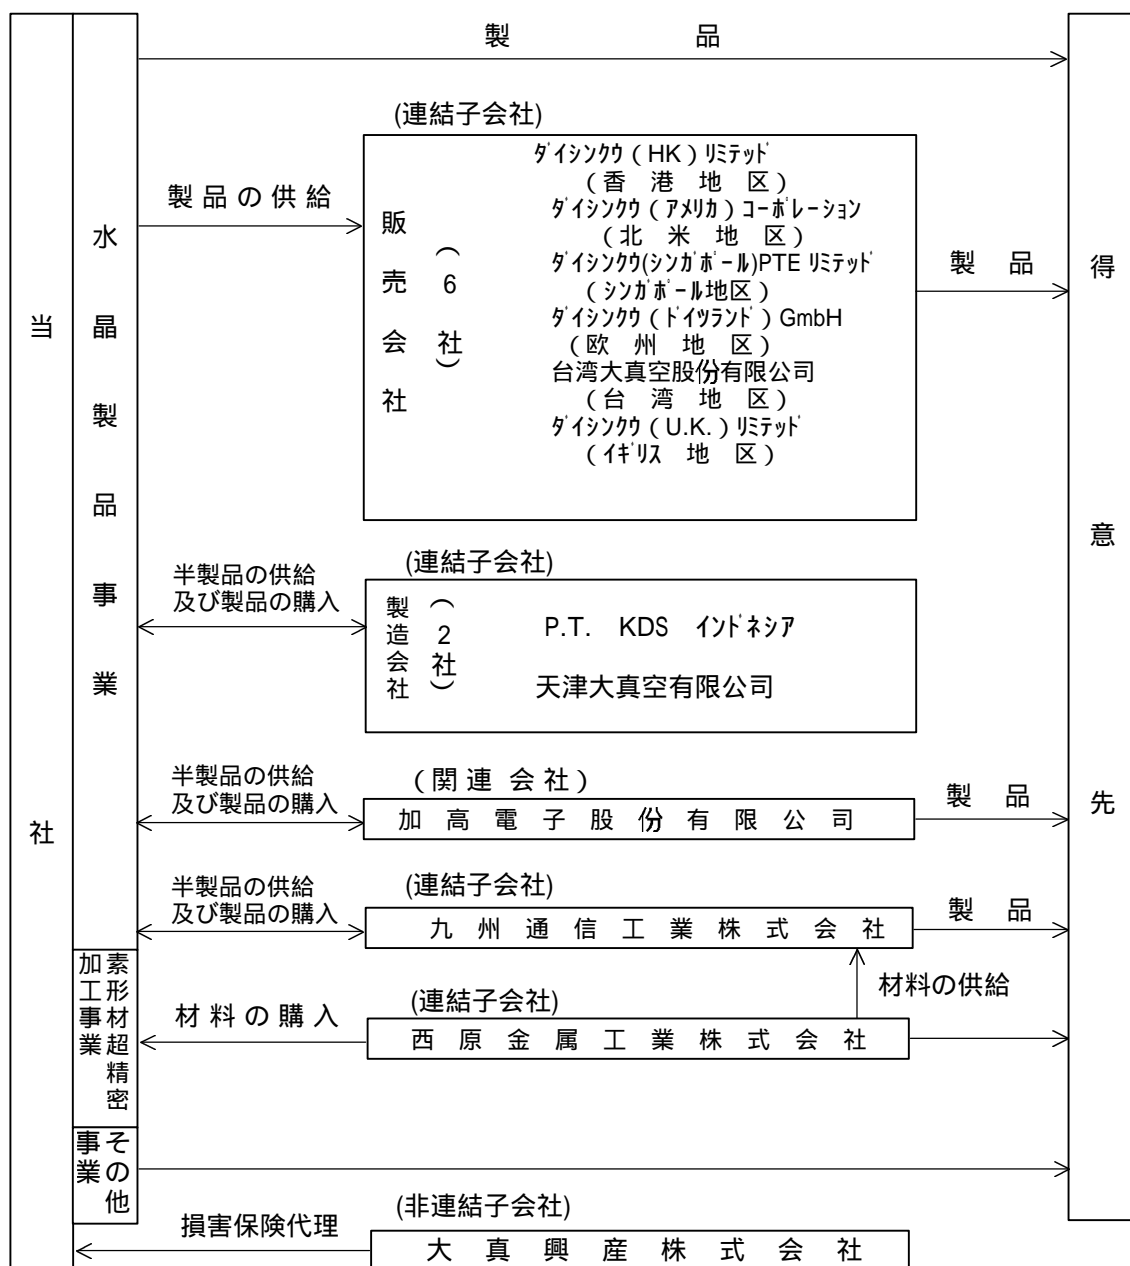 製品
(連結子会社)
ダイシンクウ(HK)リミテッド
(香港地区)
ダイシンクウ(アメリカ)コーポレーション
(北米地区)
ダイシンクウ(シンガポール)PTE リミテッド
(シンガポール地区)
ダイシンクウ(ドイツランド)GmbH
(欧州地区)
台湾大真空股份有限公司
(台湾地区)
ダイシンクウ(U.K.)リミテッド
(イギリス 地区)
販売会社
(6社)
製品の供給
製品
当社
水晶製品事業
得意先
(連結子会社)
半製品の供給
及び製品の購入
製造会社
(2社)
P.T. KDS インドネシア
天津大真空有限公司
(関連会社)
半製品の供給
及び製品の購入
加高電子股份有限公司
製品
(連結子会社)
半製品の供給
及び製品の購入
九州通信工業株式会社
製品
素形材超精密
加工事業
材料の供給
(連結子会社)
材料の購入
西原金属工業株式会社
その他
事業
(非連結子会社)
損害保険代理
大真興産株式会社